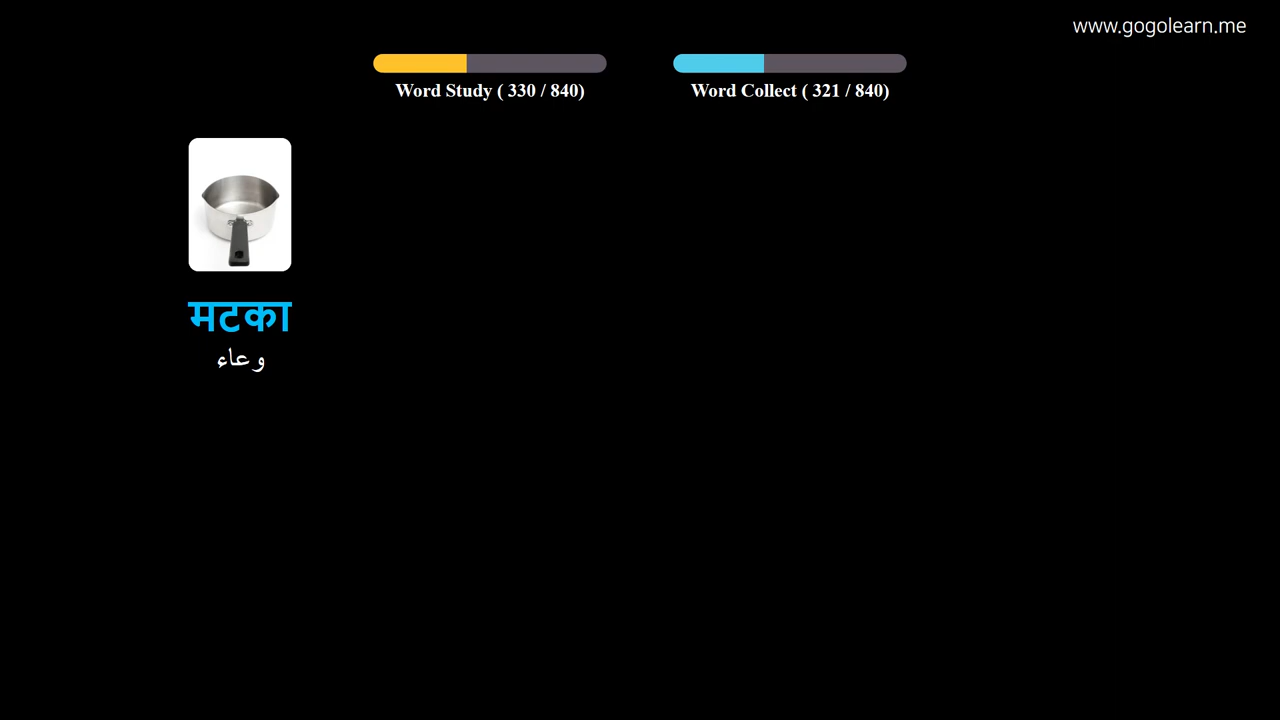 www.gogolearn.me
Word Study ( 330 / 840)
Word Collect ( 321 / 840)
मटका
وعاء